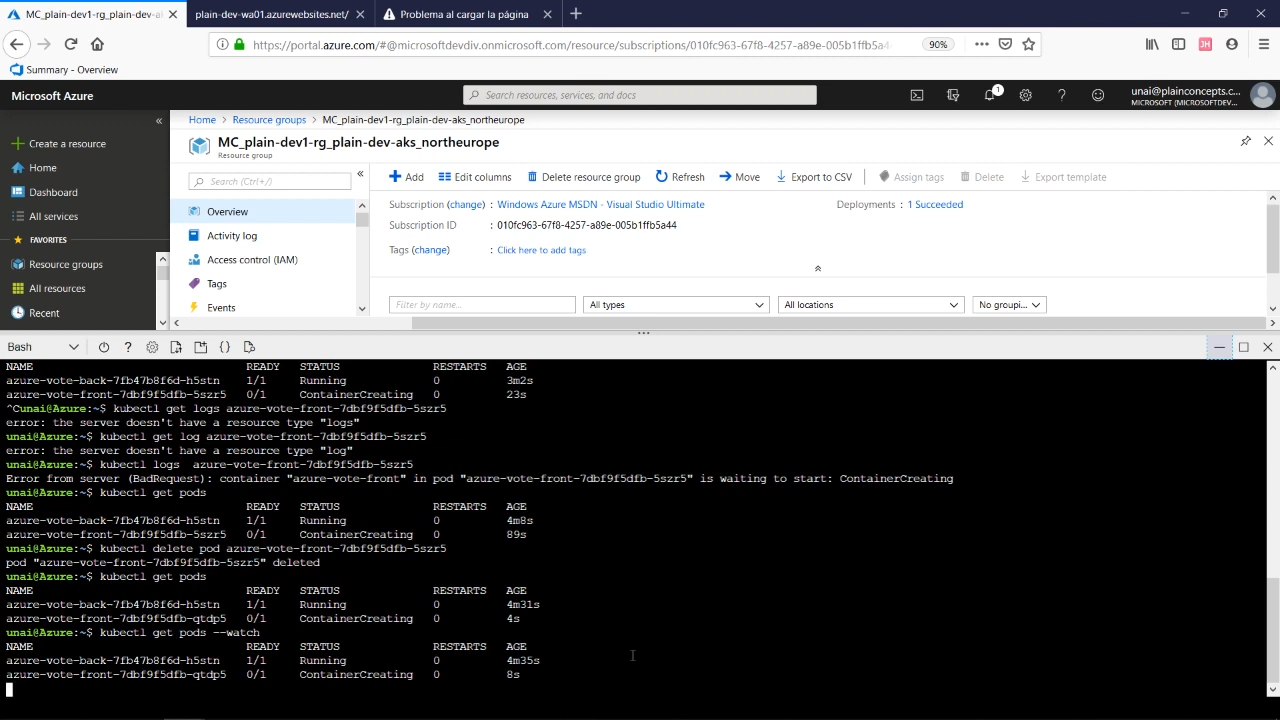 MC_plain-dev1-rg_plain-dev-ak
plain-dev-wa01.azurewebsites.net/
Problema al cargar la página
https://portal.azure.com/#@microsoftdevdiv.onmicrosoft.com/resource/subscriptions/010fc963-67f8-4257-a89e-005b1ffb5a4
90%
JH
Summary - Overview
Microsoft Azure
Search resources, services, and docs
1
unai@plainconcepts.c...
MICROSOFT (MICROSOFTDEV...
Home
Resource groups
MC_plain-dev1-rg_plain-dev-aks_northeurope
MC_plain-dev1-rg_plain-dev-aks_northeurope
Resource group
Create a resource
Home
Dashboard
All services
FAVORITES
Resource groups
All resources
Recent
Search (Ctrl+/)
Overview
Activity log
Access control (IAM)
Tags
Events
Add
Edit columns
Delete resource group
Refresh
Move
Export to CSV
Assign tags
Delete
Export template
Subscription (change) : Windows Azure MSDN - Visual Studio Ultimate
Deployments : 1 Succeeded
Subscription ID : 010fc963-67f8-4257-a89e-005b1ffb5a44
Tags (change) : Click here to add tags
Filter by name...
All types
All locations
No groupi...
Bash
NAME READY STATUS RESTARTS AGE
azure-vote-back-7fb47b8f6d-h5stn 1/1 Running 0 3m2s
azure-vote-front-7dbf9f5dfb-5szr5 0/1 ContainerCreating 0 23s
^Cunai@Azure:~$ kubectl get logs azure-vote-front-7dbf9f5dfb-5szr5
error: the server doesn't have a resource type "logs"
unai@Azure:~$ kubectl get log azure-vote-front-7dbf9f5dfb-5szr5
error: the server doesn't have a resource type "log"
unai@Azure:~$ kubectl logs  azure-vote-front-7dbf9f5dfb-5szr5
Error from server (BadRequest): container "azure-vote-front" in pod "azure-vote-front-7dbf9f5dfb-5szr5" is waiting to start: ContainerCreating
unai@Azure:~$ kubectl get pods
NAME READY STATUS RESTARTS AGE
azure-vote-back-7fb47b8f6d-h5stn 1/1 Running 0 4m8s
azure-vote-front-7dbf9f5dfb-5szr5 0/1 ContainerCreating 0 89s
unai@Azure:~$ kubectl delete pod azure-vote-front-7dbf9f5dfb-5szr5
pod "azure-vote-front-7dbf9f5dfb-5szr5" deleted
unai@Azure:~$ kubectl get pods
NAME READY STATUS RESTARTS AGE
azure-vote-back-7fb47b8f6d-h5stn 1/1 Running 0 4m31s
azure-vote-front-7dbf9f5dfb-qtdp5 0/1 ContainerCreating 0 4s
unai@Azure:~$ kubectl get pods --watch
NAME READY STATUS RESTARTS AGE
azure-vote-back-7fb47b8f6d-h5stn 1/1 Running 0 4m35s
azure-vote-front-7dbf9f5dfb-qtdp5 0/1 ContainerCreating 0 8s